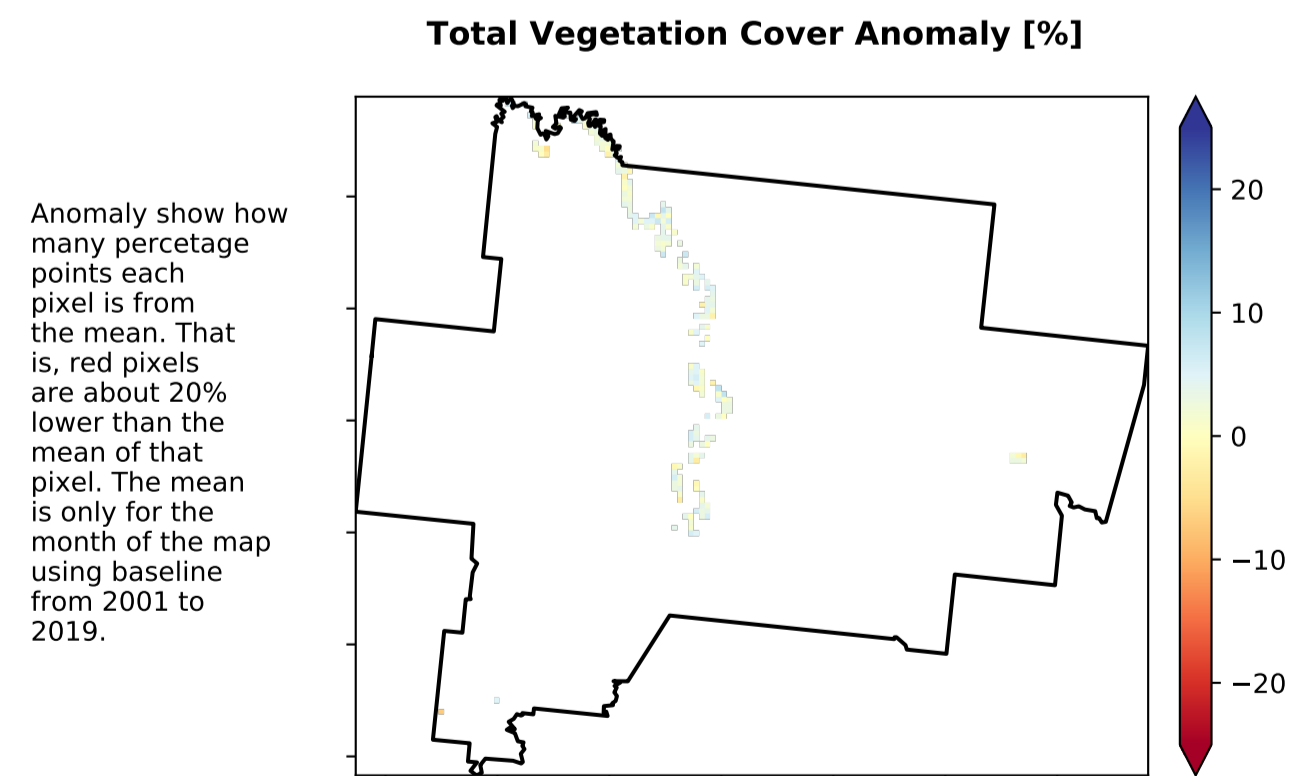 Total Vegetation Cover Anomaly [%]
Anomaly show how
many percetage
points each
pixel is from
the mean. That
is, red pixels
are about 20%
lower than the
mean of that
pixel. The mean
is only for the
month of the map
using baseline
from 2001 to
2019.
20
10
0
−10
−20